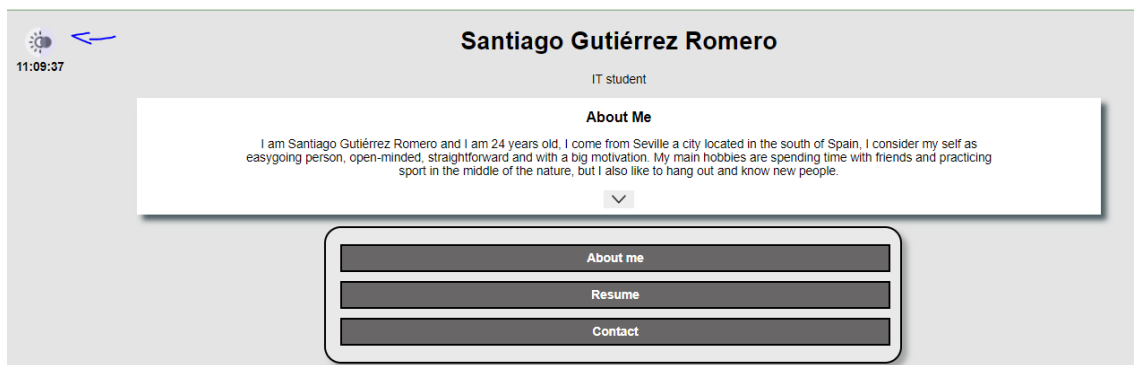 Santiago Gutiérrez Romero
11:09:37
IT student
About Me
I am Santiago Gutiérrez Romero and I am 24 years old, I come from Seville a city located in the south of Spain, I consider my self as
easygoing person, open-minded, straightforward and with a big motivation. My main hobbies are spending time with friends and practicing
sport in the middle of the nature, but I also like to hang out and know new people.
About me
Resume
Contact